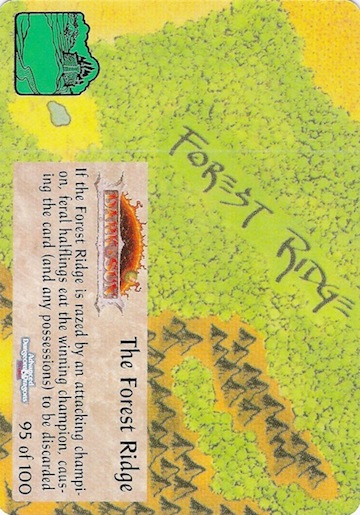 FOREST RIDGE
The Forest Ridge
DARK SUN
If the Forest Ridge is razed by an attacking champi-
on, feral halflings eat the winning champion, caus-
ing the card (and any possessions) to be discarded
Advanced
Dungeons & Dragons
95 of 100